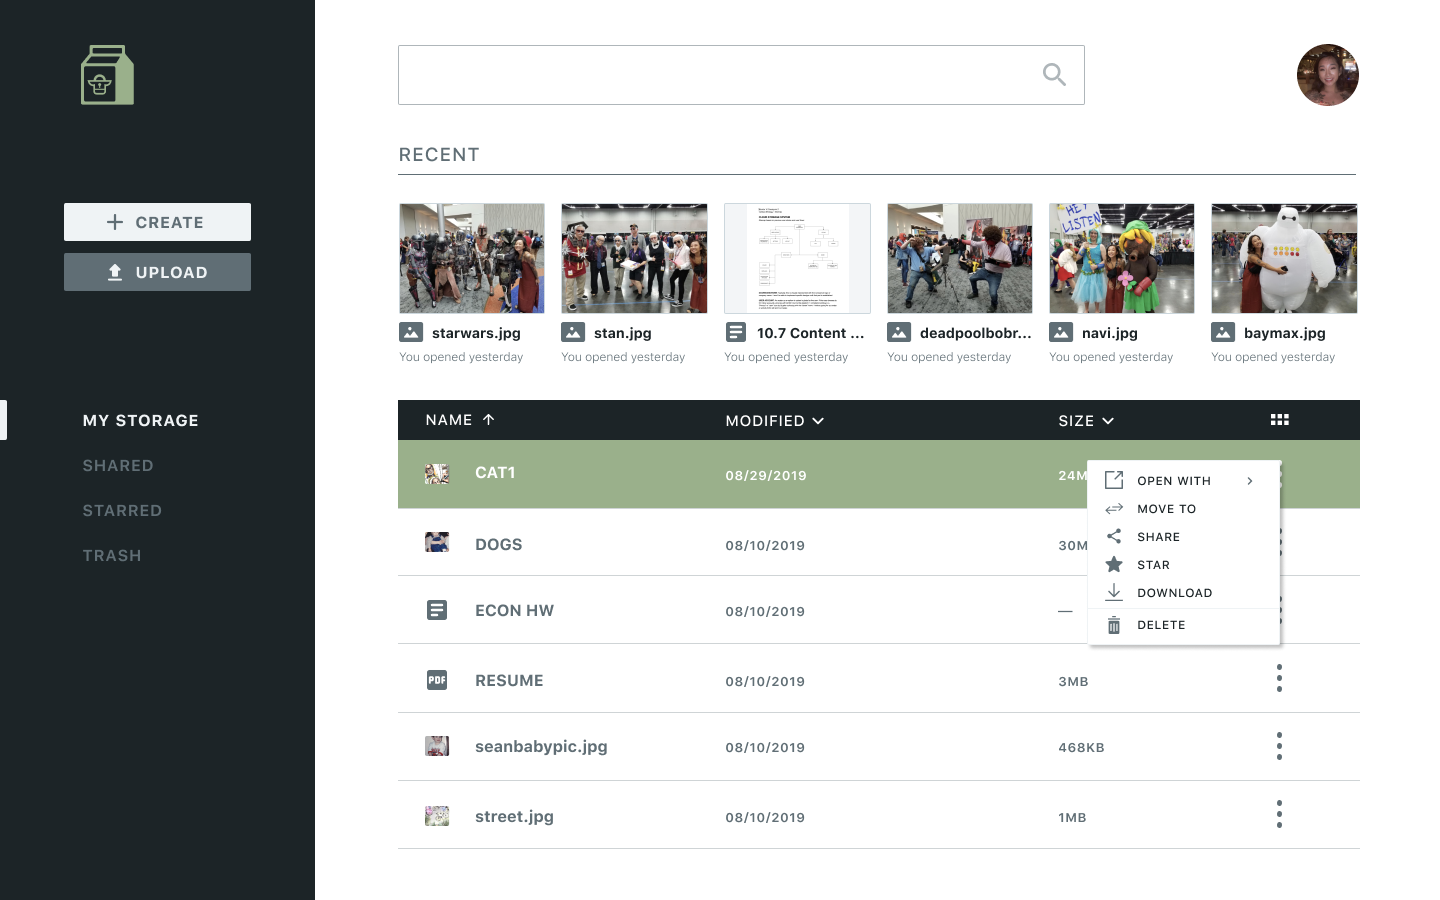 RECENT
CREATE
UPLOAD
HEY
LISTEN
starwars.jpg
stan.jpg
10.7 Content ...
deadpoolbobr...
navi.jpg
baymax.jpg
You opened yesterday
You opened yesterday
You opened yesterday
You opened yesterday
You opened yesterday
You opened yesterday
MY STORAGE
SHARED
STARRED
TRASH
NAME
MODIFIED
SIZE
CAT1
08/29/2019
24M
OPEN WITH
MOVE TO
SHARE
STAR
DOWNLOAD
DELETE
DOGS
08/10/2019
30M
ECON HW
08/10/2019
—
PDF
RESUME
08/10/2019
3MB
seanbabypic.jpg
08/10/2019
468KB
street.jpg
08/10/2019
1MB